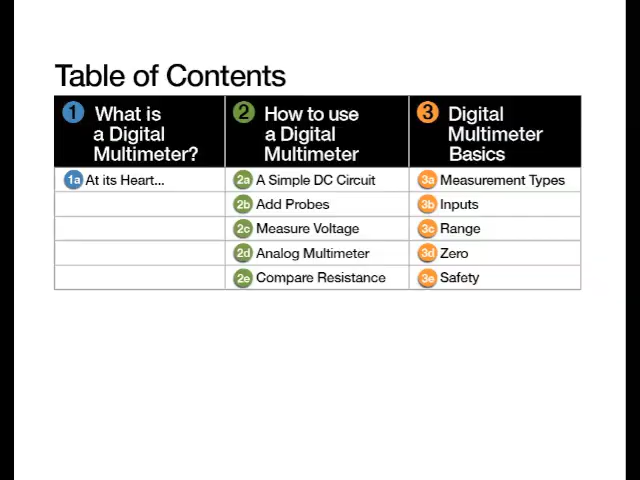 Table of Contents
1 What is
a Digital
Multimeter?
2 How to use
a Digital
Multimeter
3 Digital
Multimeter
Basics
1a At its Heart...
2a A Simple DC Circuit
3a Measurement Types
2b Add Probes
3b Inputs
2c Measure Voltage
3c Range
2d Analog Multimeter
3d Zero
2e Compare Resistance
3e Safety